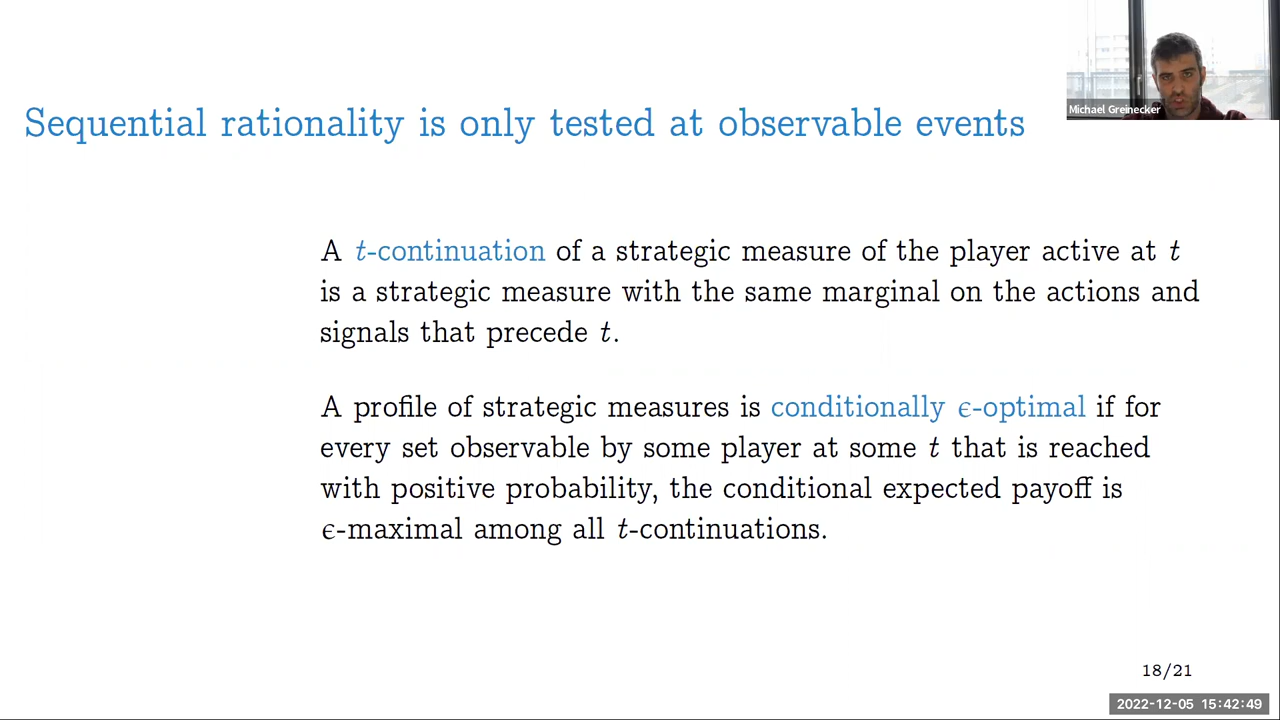 Michael Greinecker
Sequential rationality is only tested at observable events
A t-continuation of a strategic measure of the player active at t
is a strategic measure with the same marginal on the actions and
signals that precede t.
A profile of strategic measures is conditionally ϵ-optimal if for
every set observable by some player at some t that is reached
with positive probability, the conditional expected payoff is
ϵ-maximal among all t-continuations.
18/21
2022-12-05 15:42:49